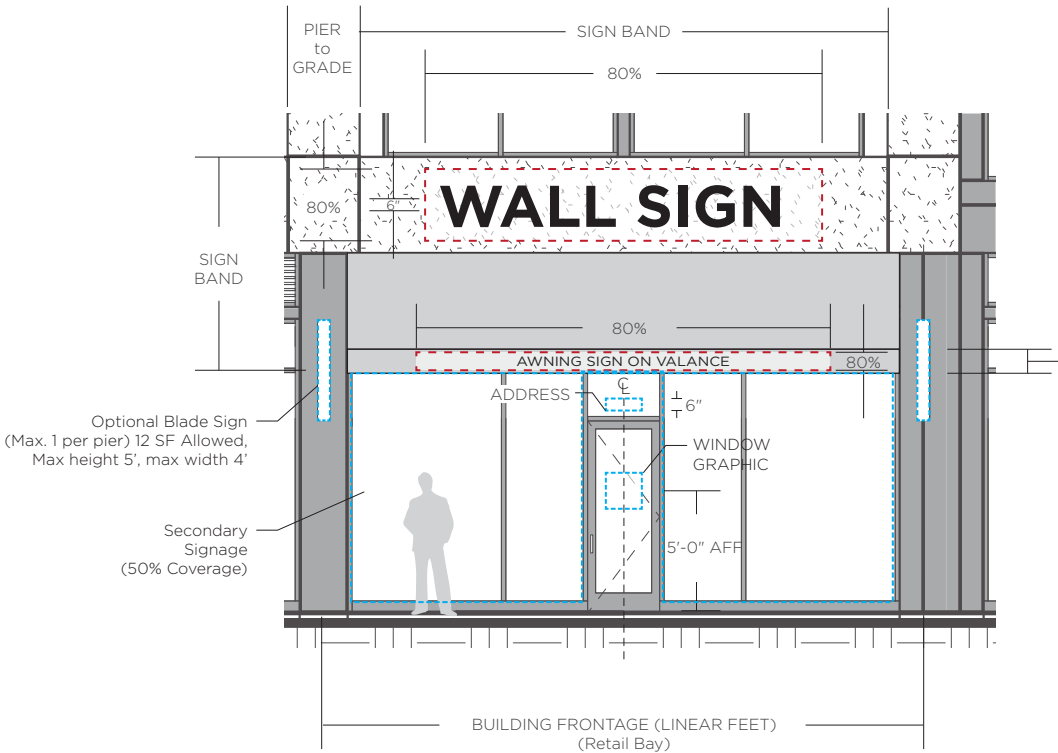 PIER
to
GRADE
SIGN BAND
80%
80%
6"
WALL SIGN
SIGN
BAND
80%
AWNING SIGN ON VALANCE
80%
ADDRESS
℄
6"
Optional Blade Sign
(Max. 1 per pier) 12 SF Allowed,
Max height 5’, max width 4’
WINDOW
GRAPHIC
Secondary
Signage
(50% Coverage)
5'-0" AFF
BUILDING FRONTAGE (LINEAR FEET)
(Retail Bay)